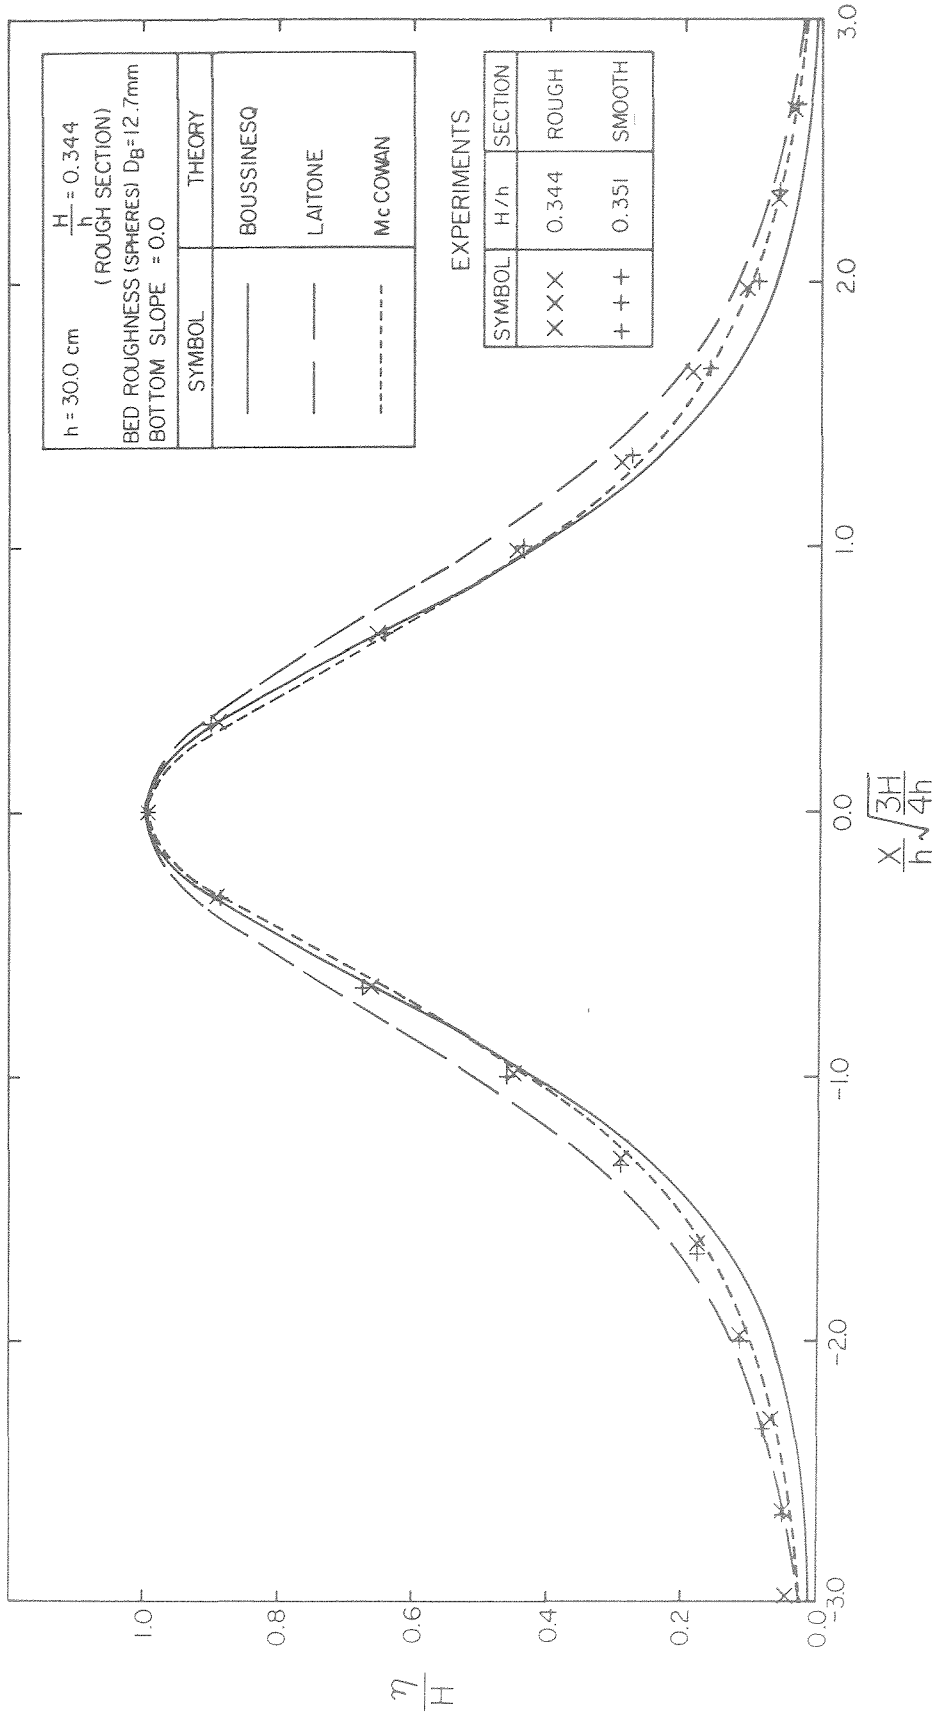 h = 30.0 cm H/h = 0.344
(ROUGH SECTION)
BED ROUGHNESS (SPHERES) D_B = 12.7mm
BOTTOM SLOPE = 0.0
SYMBOL THEORY
BOUSSINESQ
LAITONE
McCOWAN
EXPERIMENTS
SYMBOL H/h SECTION
××× 0.344 ROUGH
+++ 0.351 SMOOTH
η/H
1.0
0.8
0.6
0.4
0.2
0.0
-3.0 -2.0 -1.0 0.0 1.0 2.0 3.0
X/h √3H/4h